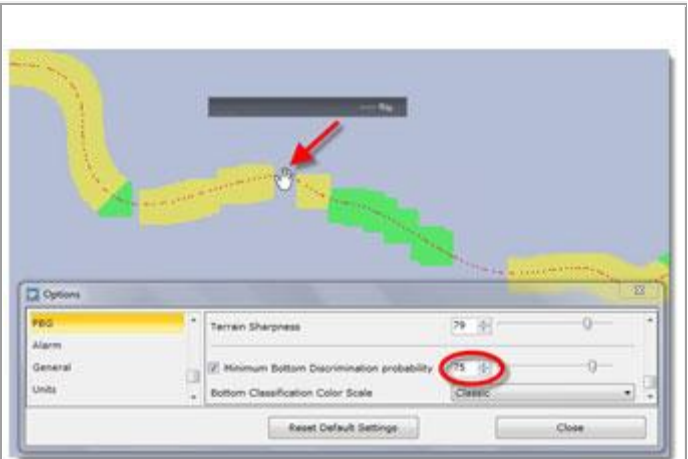 Options
PBG
Alarm
General
Units
Terrain Sharpness
79
Minimum Bottom Discrimination probability
75
Bottom Classification Color Scale
Classic
Reset Default Settings
Close